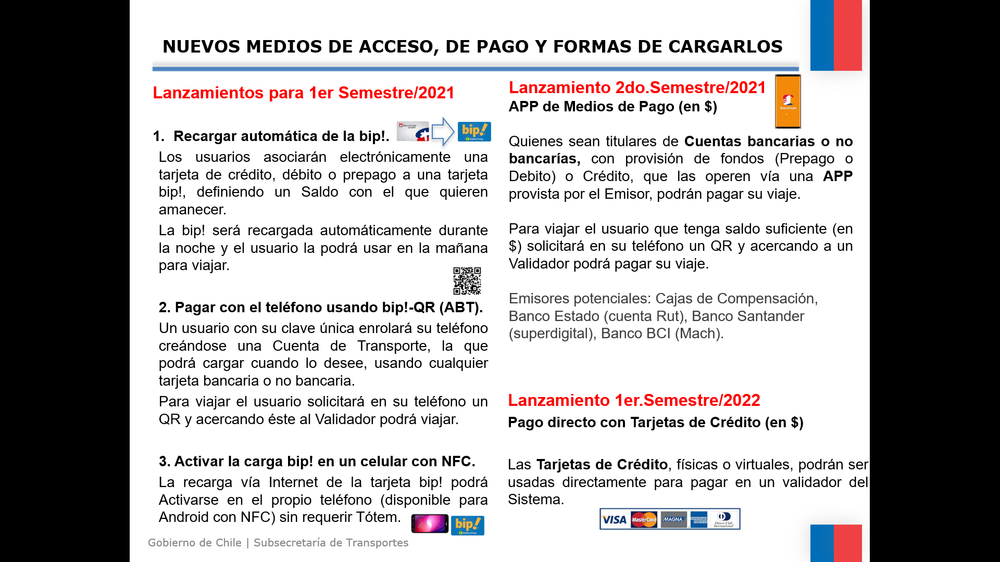 NUEVOS MEDIOS DE ACCESO, DE PAGO Y FORMAS DE CARGARLOS
Lanzamientos para 1er Semestre/2021
1. Recargar automática de la bip!.
BancoEstado
bip!
transantiago
Los usuarios asociarán electrónicamente una
tarjeta de crédito, débito o prepago a una tarjeta
bip!, definiendo un Saldo con el que quieren
amanecer.
La bip! será recargada automáticamente durante
la noche y el usuario la podrá usar en la mañana
para viajar.
2. Pagar con el teléfono usando bip!-QR (ABT).
Un usuario con su clave única enrolará su teléfono
creándose una Cuenta de Transporte, la que
podrá cargar cuando lo desee, usando cualquier
tarjeta bancaria o no bancaria.
Para viajar el usuario solicitará en su teléfono un
QR y acercando éste al Validador podrá viajar.
3. Activar la carga bip! en un celular con NFC.
La recarga vía Internet de la tarjeta bip! podrá
Activarse en el propio teléfono (disponible para
Android con NFC) sin requerir Tótem.
bip!
transantiago
Lanzamiento 2do.Semestre/2021
APP de Medios de Pago (en $)
BancoEstado
Quienes sean titulares de Cuentas bancarias o no
bancarías, con provisión de fondos (Prepago o
Debito) o Crédito, que las operen vía una APP
provista por el Emisor, podrán pagar su viaje.
Para viajar el usuario que tenga saldo suficiente (en
$) solicitará en su teléfono un QR y acercando a un
Validador podrá pagar su viaje.
Emisores potenciales: Cajas de Compensación,
Banco Estado (cuenta Rut), Banco Santander
(superdigital), Banco BCI (Mach).
Lanzamiento 1er.Semestre/2022
Pago directo con Tarjetas de Crédito (en $)
Las Tarjetas de Crédito, físicas o virtuales, podrán ser
usadas directamente para pagar en un validador del
Sistema.
VISA MasterCard MAGNA AMERICAN EXPRESS Diners Club International
Gobierno de Chile | Subsecretaría de Transportes